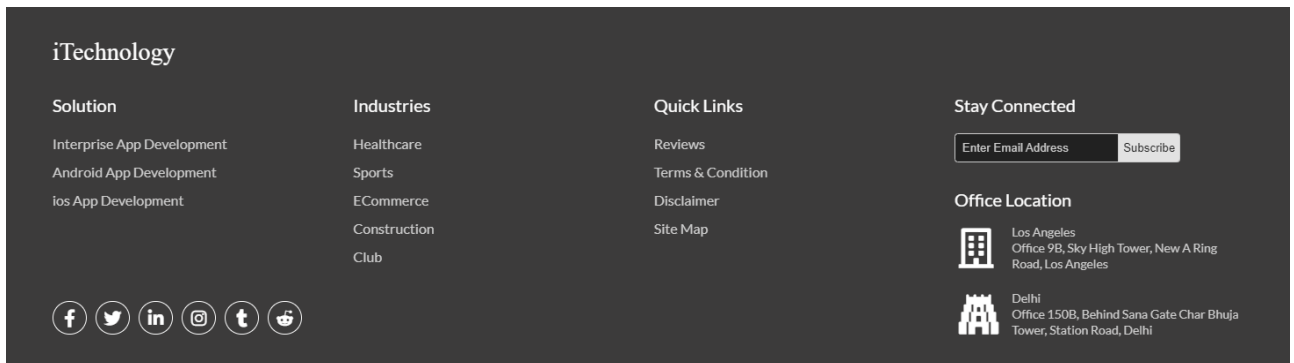 iTechnology
Solution
Interprise App Development
Android App Development
ios App Development
Industries
Healthcare
Sports
ECommerce
Construction
Club
Quick Links
Reviews
Terms & Condition
Disclaimer
Site Map
Stay Connected
Enter Email Address
Subscribe
Office Location
Los Angeles
Office 9B, Sky High Tower, New A Ring
Road, Los Angeles
Delhi
Office 150B, Behind Sana Gate Char Bhuja
Tower, Station Road, Delhi